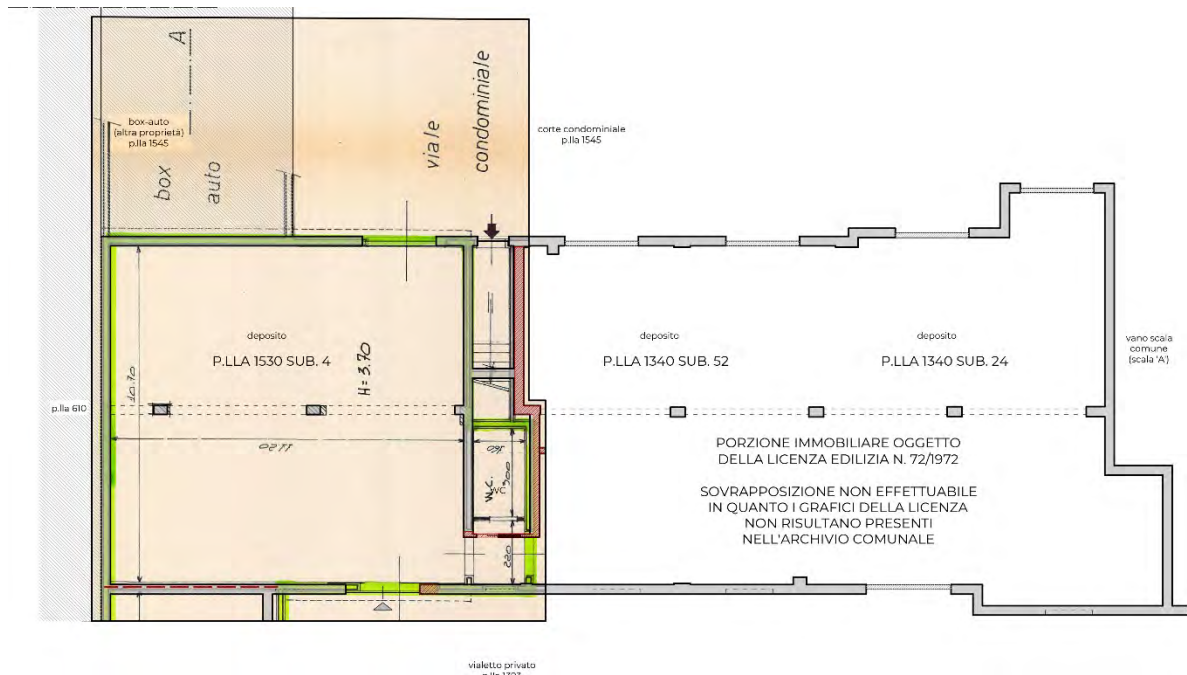 A
box-auto
(altra proprietà)
p.lla 1545
box
auto
viale
condominiale
corte condominiale
p.lla 1545
deposito
P.LLA 1530 SUB. 4
H=3.70
10.70
11.20
p.lla 610
deposito
P.LLA 1340 SUB. 52
deposito
P.LLA 1340 SUB. 24
vano scala
comune
(scala 'A')
W.C.
WC
160
300
220
PORZIONE IMMOBILIARE OGGETTO
DELLA LICENZA EDILIZIA N. 72/1972
SOVRAPPOSIZIONE NON EFFETTUABILE
IN QUANTO I GRAFICI DELLA LICENZA
NON RISULTANO PRESENTI
NELL'ARCHIVIO COMUNALE
vialetto privato